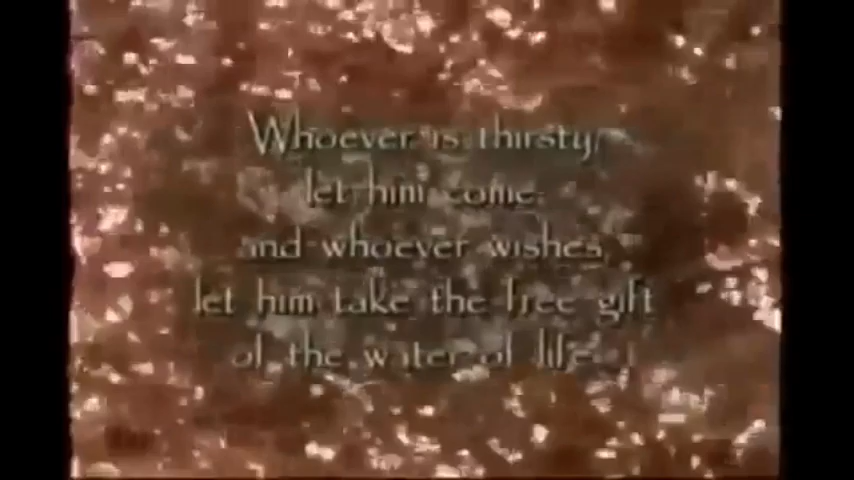 Whoever is thirsty,
let him come;
and whoever wishes,
let him take the free gift
of the water of life.